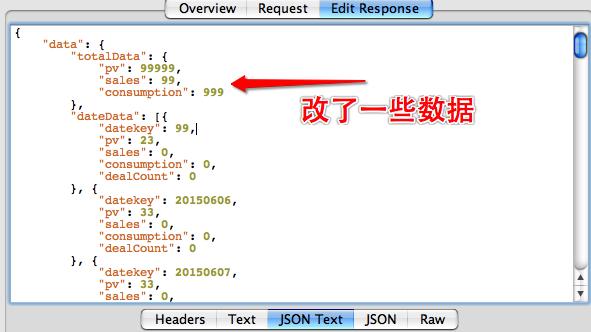 Overview Request Edit Response
{
"data": {
"totalData": {
"pv": 99999,
"sales": 99,
"consumption": 999
},
"dateData": [{
"datekey": 99,
"pv": 23,
"sales": 0,
"consumption": 0,
"dealCount": 0
}, {
"datekey": 20150606,
"pv": 33,
"sales": 0,
"consumption": 0,
"dealCount": 0
}, {
"datekey": 20150607,
"pv": 33,
"sales": 0,
改了一些数据
Headers Text JSON Text JSON Raw